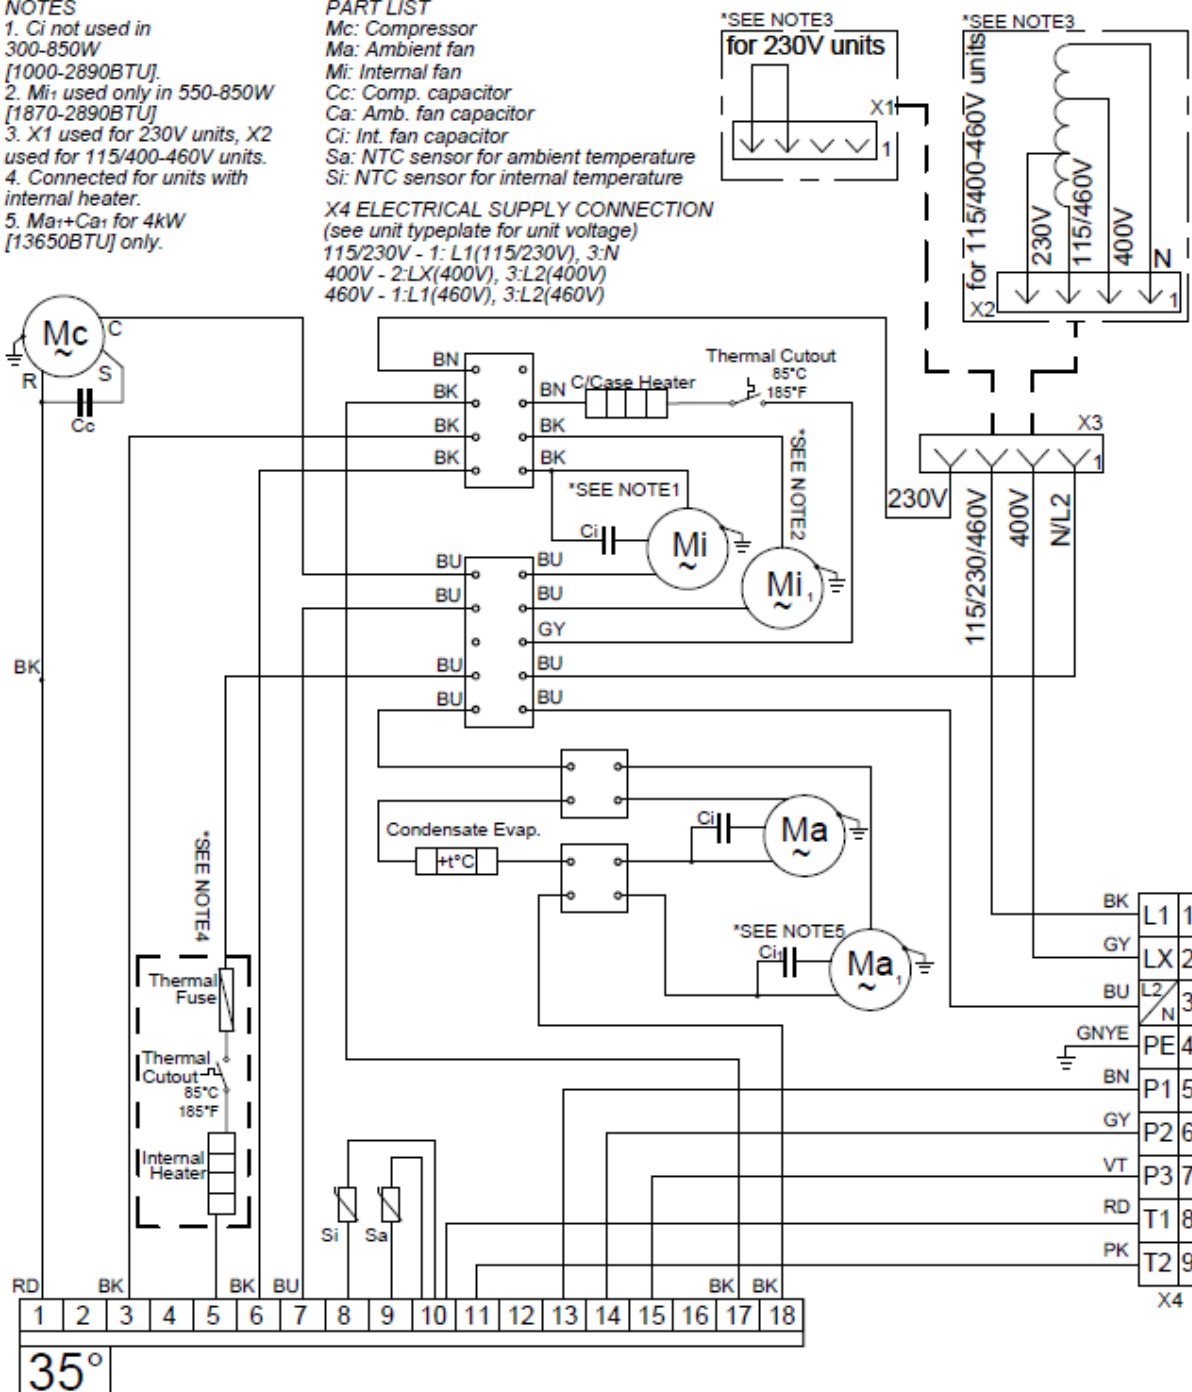 NOTES
1. Ci not used in
300-850W
[1000-2890BTU].
2. Mi1 used only in 550-850W
[1870-2890BTU]
3. X1 used for 230V units, X2
used for 115/400-460V units.
4. Connected for units with
internal heater.
5. Ma1+Ca1 for 4kW
[13650BTU] only.
PART LIST
Mc: Compressor
Ma: Ambient fan
Mi: Internal fan
Cc: Comp. capacitor
Ca: Amb. fan capacitor
Ci: Int. fan capacitor
Sa: NTC sensor for ambient temperature
Si: NTC sensor for internal temperature
X4 ELECTRICAL SUPPLY CONNECTION
(see unit typeplate for unit voltage)
115/230V - 1: L1(115/230V), 3:N
400V - 2:LX(400V), 3:L2(400V)
460V - 1:L1(460V), 3:L2(460V)
*SEE NOTE3
for 230V units
X1
1
*SEE NOTE3
for 115/400-460V units
230V
115/460V
400V
N
X2
1
Mc
~
C
R
S
Cc
BN
BK
BK
BK
BN
C/Case Heater
Thermal Cutout
85°C
185°F
BK
BK
*SEE NOTE1
*SEE NOTE2
Ci
Mi
~
Mi1
~
X3
1
230V
115/230/460V
400V
N/L2
BU
BU
BU
BU
BU
BU
GY
BU
BU
BK
Condensate Evap.
+t°C
Ci
Ma
~
*SEE NOTE5
Ci1
Ma1
~
*SEE NOTE4
Thermal
Fuse
Thermal
Cutout
85°C
185°F
Internal
Heater
Si
Sa
BK L1 1
GY LX 2
BU L2/N 3
GNYE PE 4
BN P1 5
GY P2 6
VT P3 7
RD T1 8
PK T2 9
X4
RD BK BK BU BK BK
1 2 3 4 5 6 7 8 9 10 11 12 13 14 15 16 17 18
35°